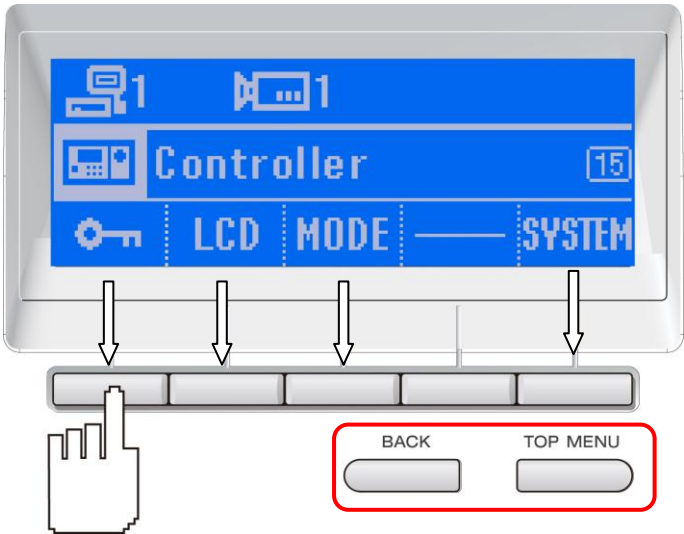 1 1
Controller 15
LCD MODE SYSTEM
BACK TOP MENU